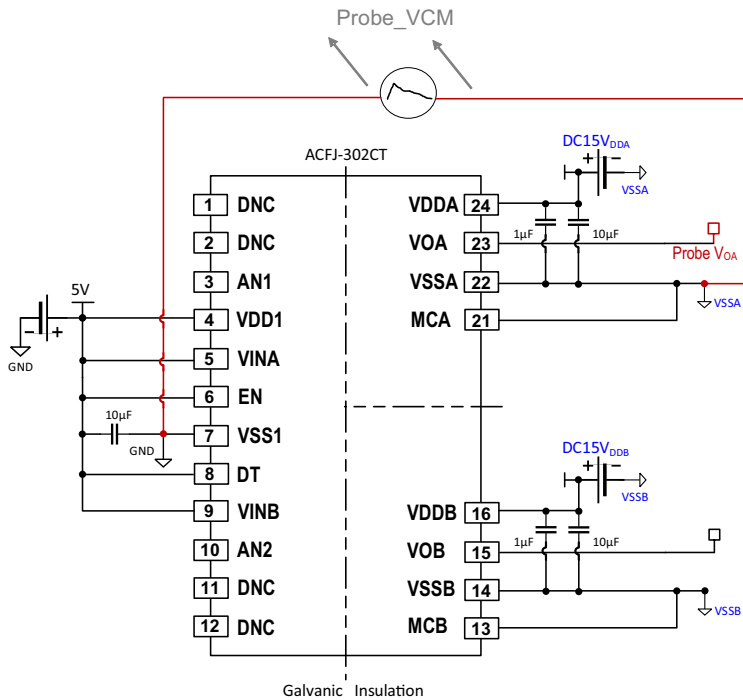 Probe_VCM
ACFJ-302CT
DC15VDDA
+ −
VSSA
1 DNC
VDDA 24
1μF
10μF
2 DNC
VOA 23
Probe VOA
3 AN1
VSSA 22
VSSA
5V
− +
GND
4 VDD1
MCA 21
5 VINA
6 EN
10μF
GND
7 VSS1
8 DT
DC15VDDB
+ −
VSSB
9 VINB
VDDB 16
1μF
10μF
10 AN2
VOB 15
11 DNC
VSSB 14
VSSB
12 DNC
MCB 13
Galvanic Insulation